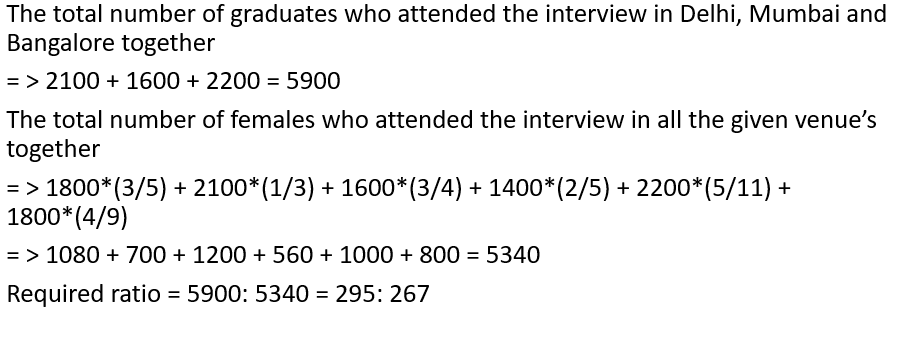 The total number of graduates who attended the interview in Delhi, Mumbai and
Bangalore together
= > 2100 + 1600 + 2200 = 5900
The total number of females who attended the interview in all the given venue’s
together
= > 1800*(3/5) + 2100*(1/3) + 1600*(3/4) + 1400*(2/5) + 2200*(5/11) +
1800*(4/9)
= > 1080 + 700 + 1200 + 560 + 1000 + 800 = 5340
Required ratio = 5900: 5340 = 295: 267